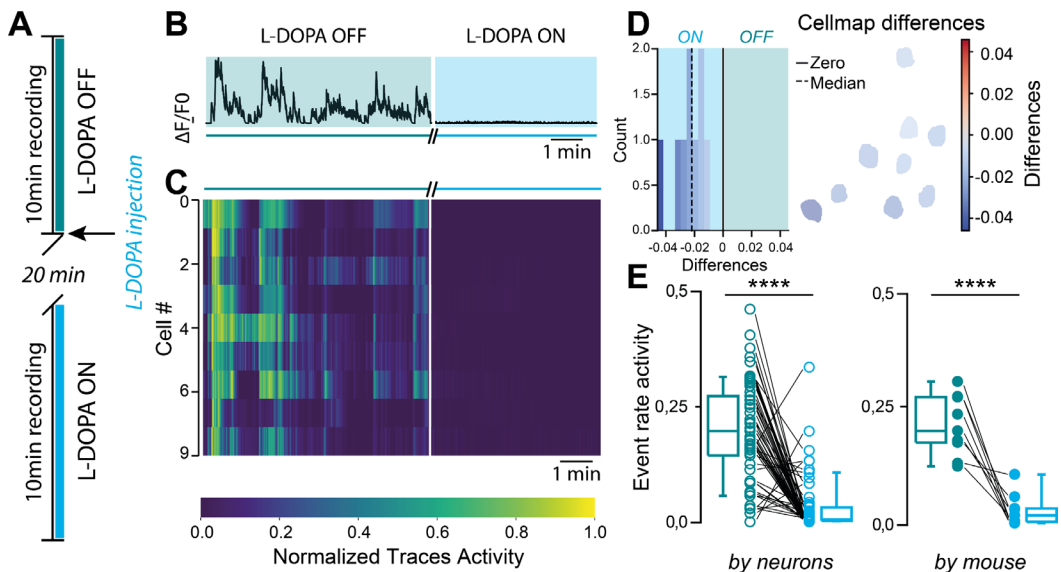 A
10min recording
L-DOPA OFF
L-DOPA injection
20 min
10min recording
L-DOPA ON
B
L-DOPA OFF
L-DOPA ON
ΔF/F0
1 min
C
0
2
4
6
9
Cell #
1 min
0.0
0.2
0.4
0.6
0.8
1.0
Normalized Traces Activity
D
ON
OFF
2.0
1.5
1.0
0.5
0.0
Count
-0.04
-0.02
0
0.02
0.04
Differences
Zero
Median
Cellmap differences
0.04
0.02
0.00
-0.02
-0.04
Differences
E
****
0,5
0,25
0,0
Event rate activity
by neurons
****
0,5
0,25
0,0
by mouse